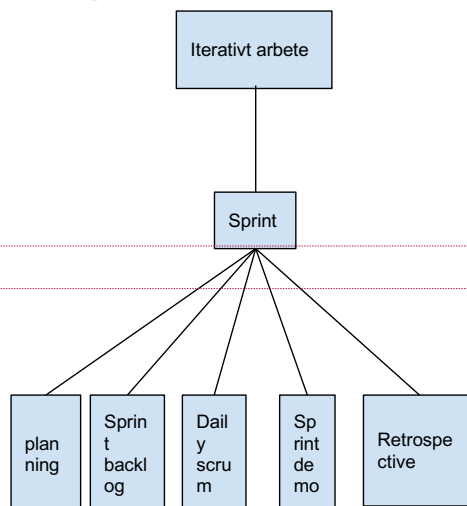 Iterativt arbete
Sprint
plan
ning
Sprin
t
backl
og
Dail
y
scru
m
Sp
rint
de
mo
Retrospe
ctive